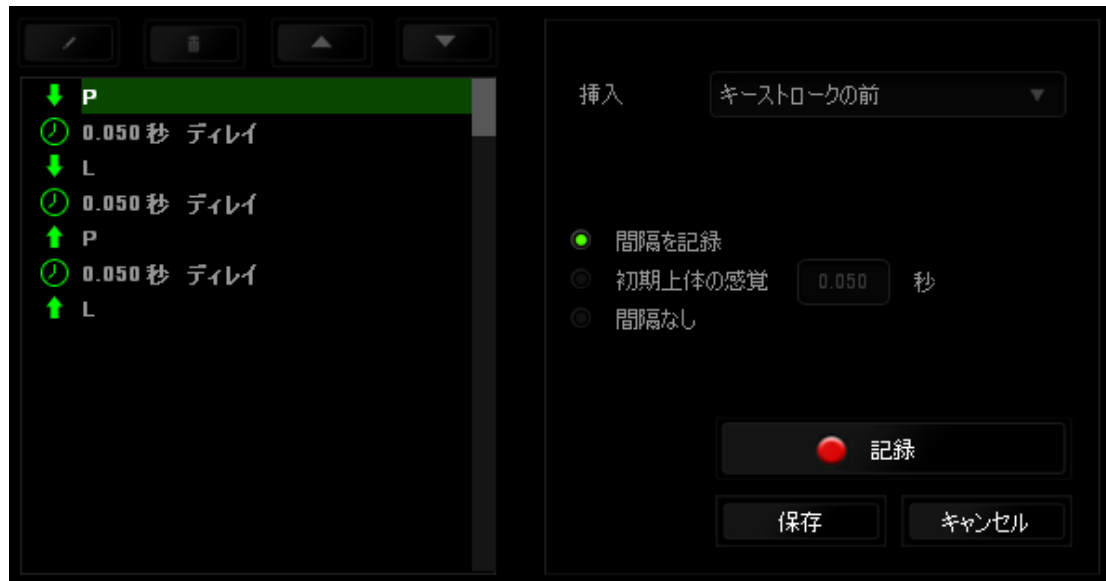 P
0.050 秒 ディレイ
L
0.050 秒 ディレイ
P
0.050 秒 ディレイ
L
挿入 キーストロークの前
間隔を記録
初期上体の感覚 0.050 秒
間隔なし
記録
保存 キャンセル